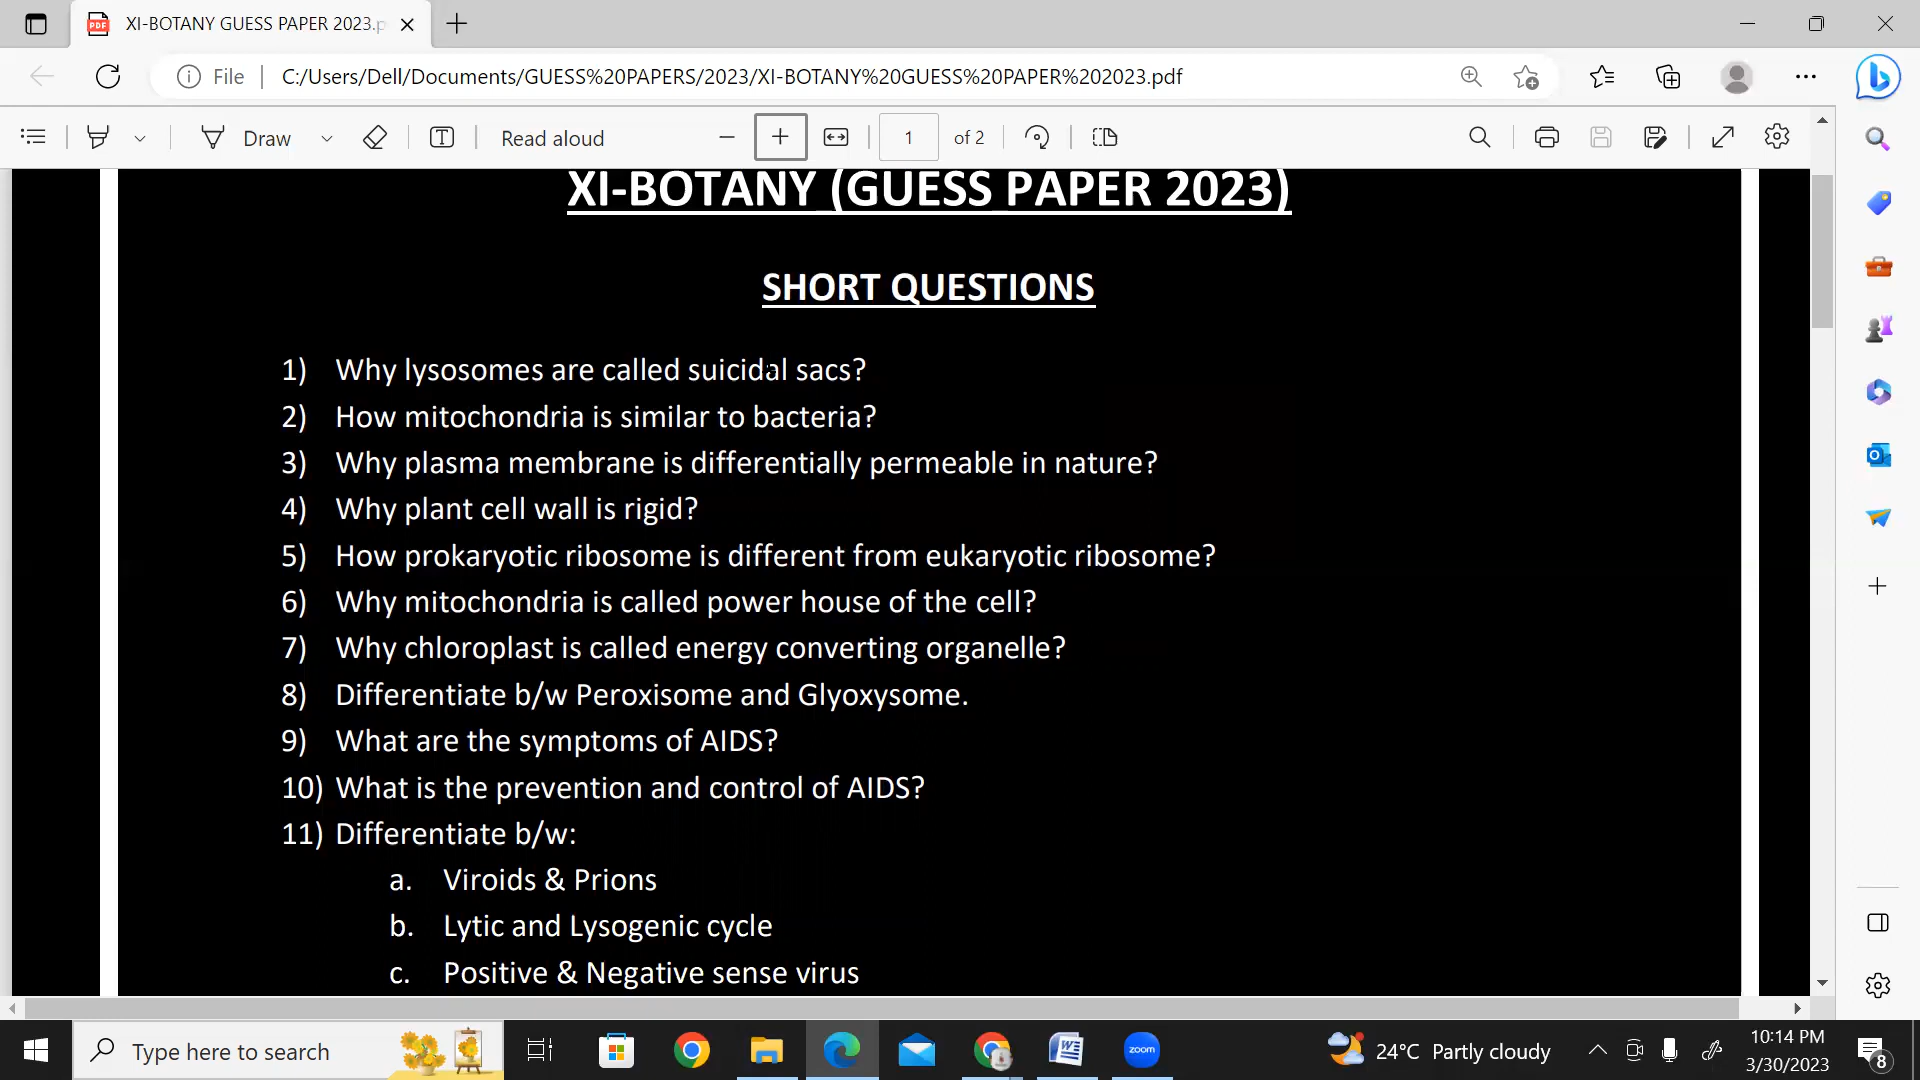 XI-BOTANY GUESS PAPER 2023.p
File
C:/Users/Dell/Documents/GUESS%20PAPERS/2023/XI-BOTANY%20GUESS%20PAPER%202023.pdf
Draw
Read aloud
1
of 2
XI-BOTANY (GUESS PAPER 2023)
SHORT QUESTIONS
1) Why lysosomes are called suicidal sacs?
2) How mitochondria is similar to bacteria?
3) Why plasma membrane is differentially permeable in nature?
4) Why plant cell wall is rigid?
5) How prokaryotic ribosome is different from eukaryotic ribosome?
6) Why mitochondria is called power house of the cell?
7) Why chloroplast is called energy converting organelle?
8) Differentiate b/w Peroxisome and Glyoxysome.
9) What are the symptoms of AIDS?
10) What is the prevention and control of AIDS?
11) Differentiate b/w:
a. Viroids & Prions
b. Lytic and Lysogenic cycle
c. Positive & Negative sense virus
Type here to search
zoom
24°C Partly cloudy
10:14 PM
3/30/2023
8